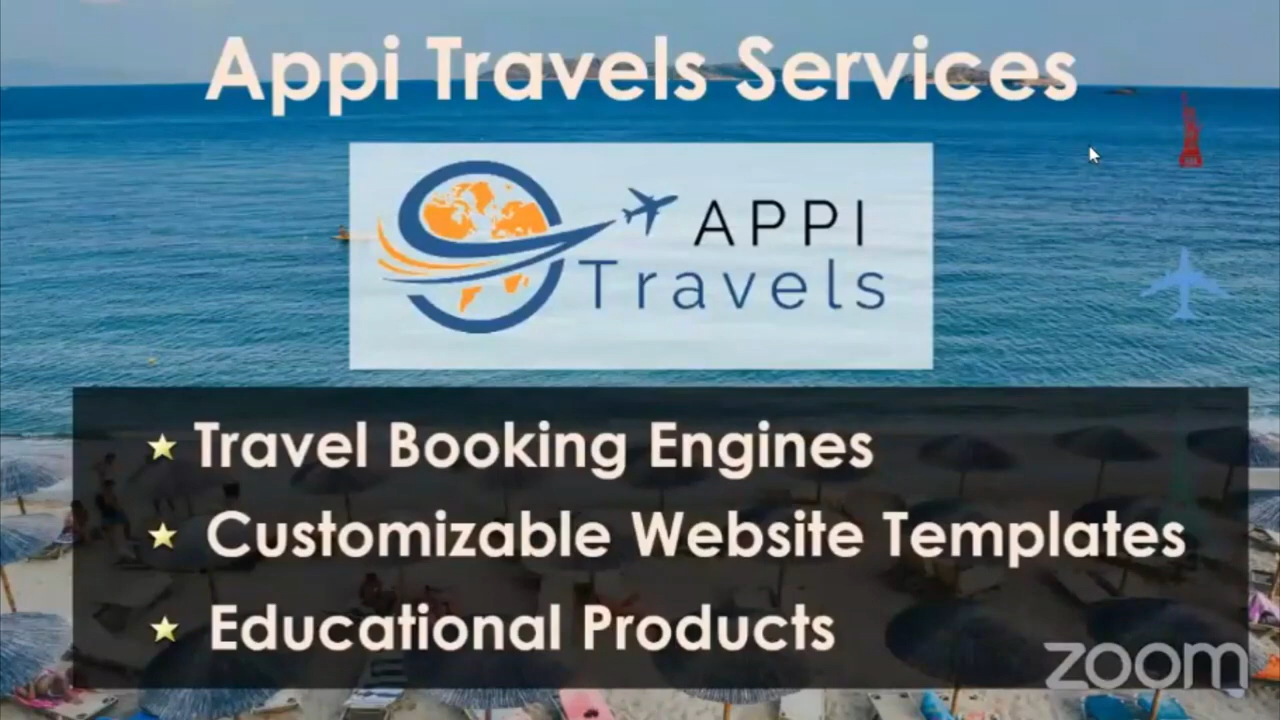 Appi Travels Services
APPI
Travels
Travel Booking Engines
Customizable Website Templates
Educational Products
zoom